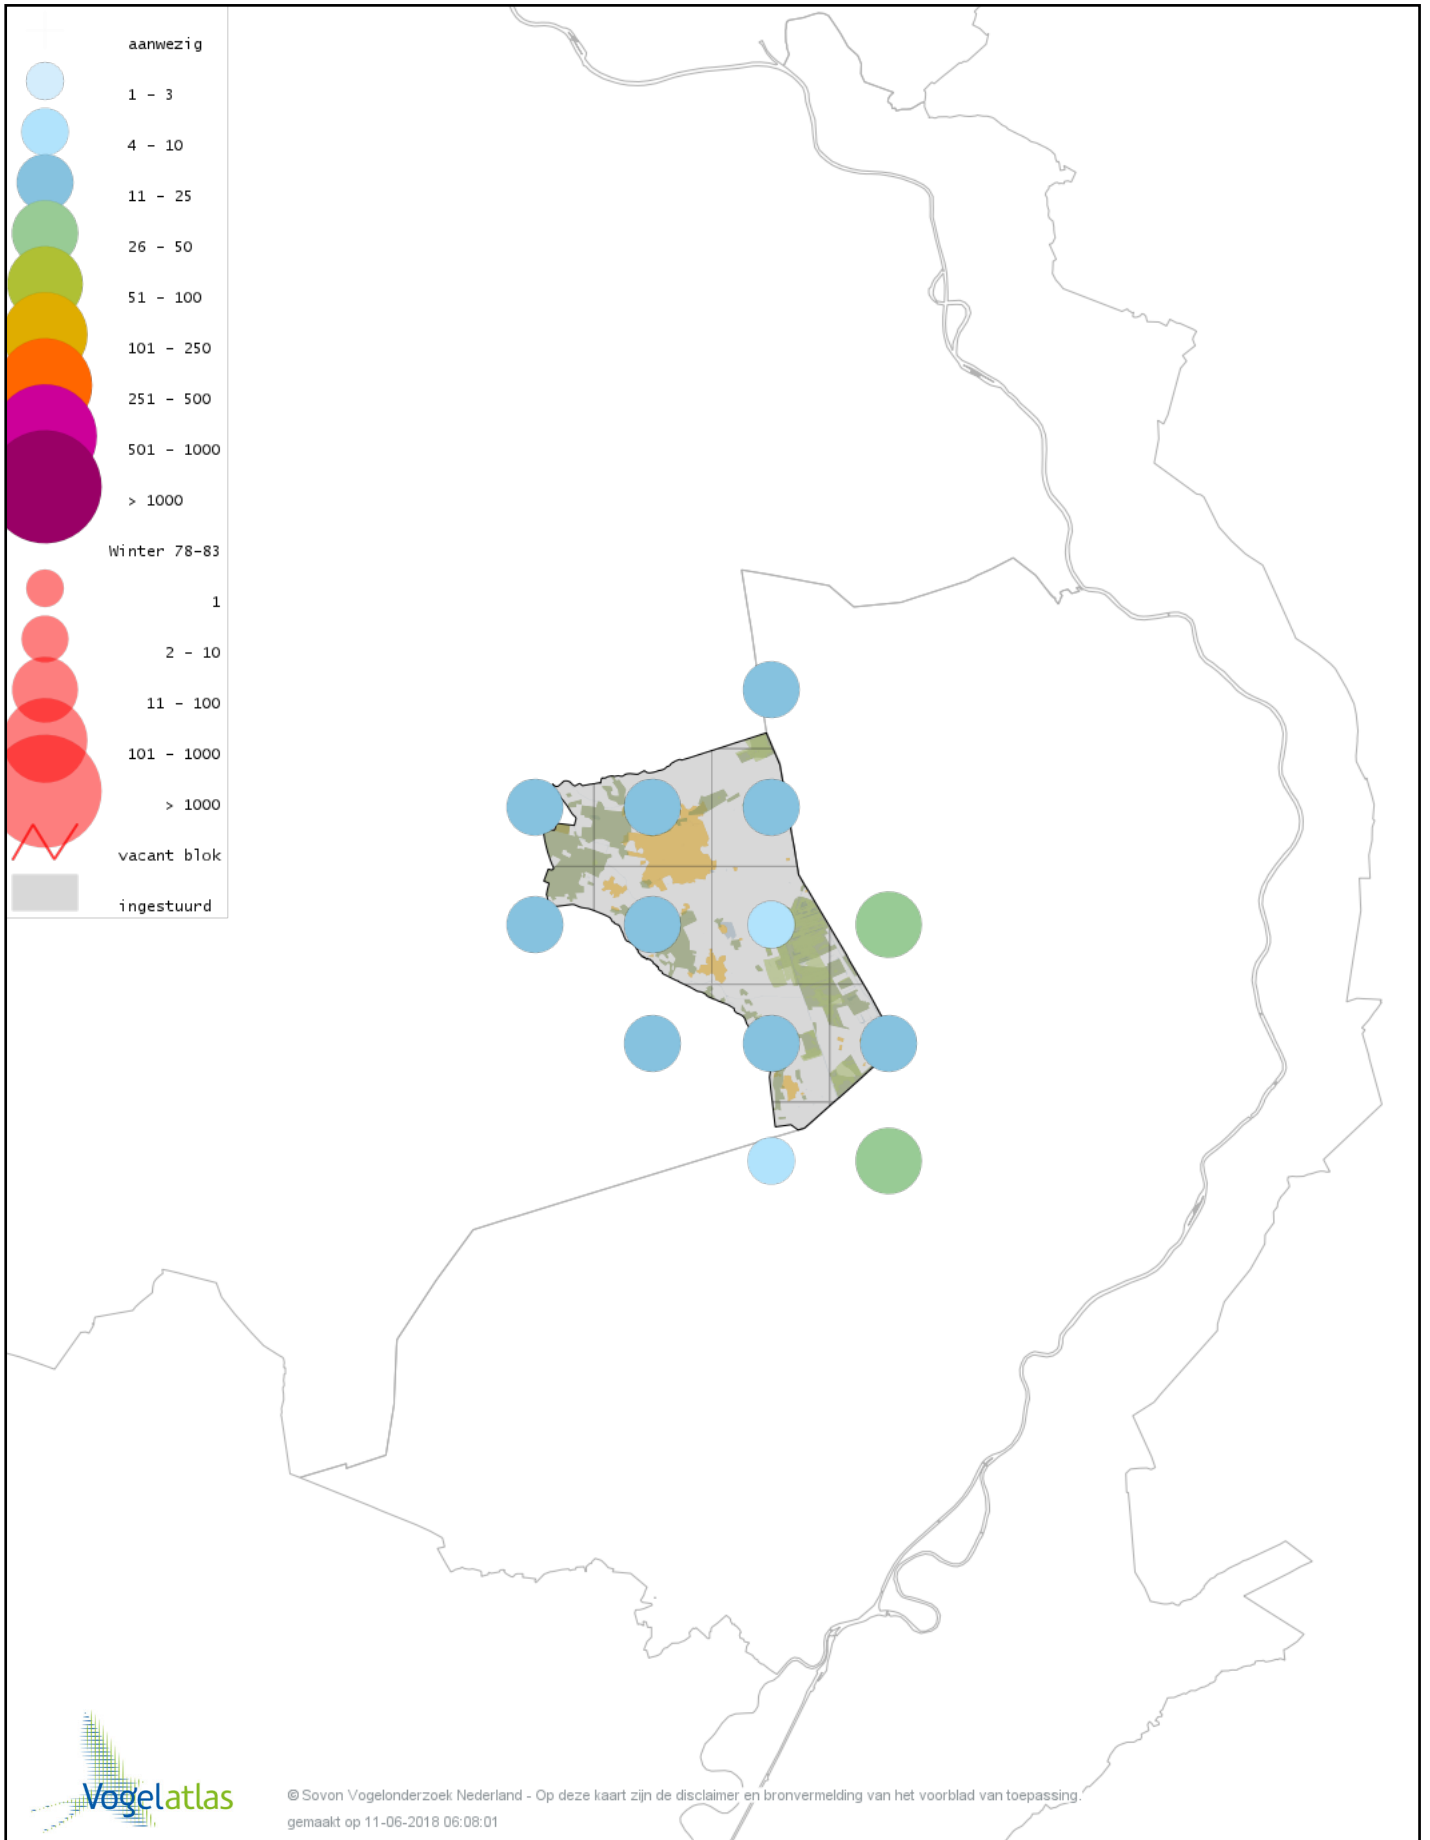 aanwezig
1 - 3
4 - 10
11 - 25
26 - 50
51 - 100
101 - 250
251 - 500
501 - 1000
> 1000
Winter 78-83
1
2 - 10
11 - 100
101 - 1000
> 1000
vacant blok
ingestuurd
Vogelatlas
© Sovon Vogelonderzoek Nederland - Op deze kaart zijn de disclaimer en bronvermelding van het voorblad van toepassing.
gemaakt op 11-06-2018 06:08:01